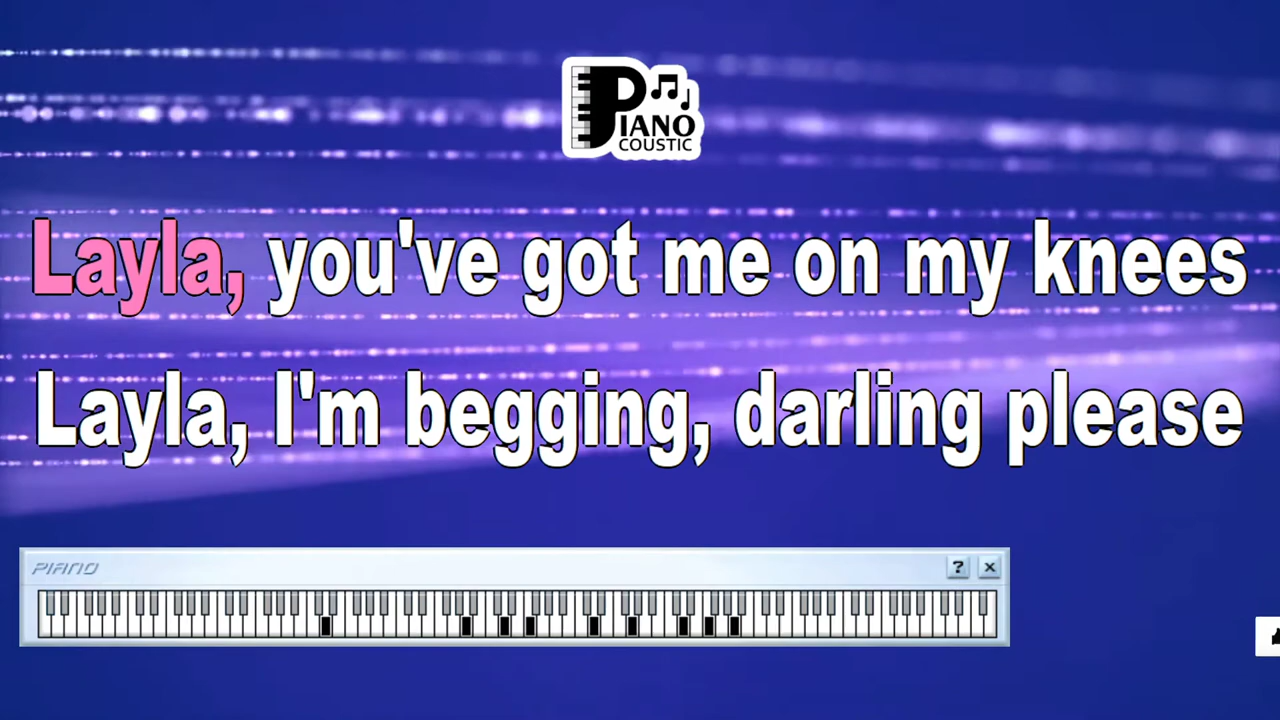 PIANO
COUSTIC
Layla, you've got me on my knees
Layla, I'm begging, darling please
PIANO
?
×